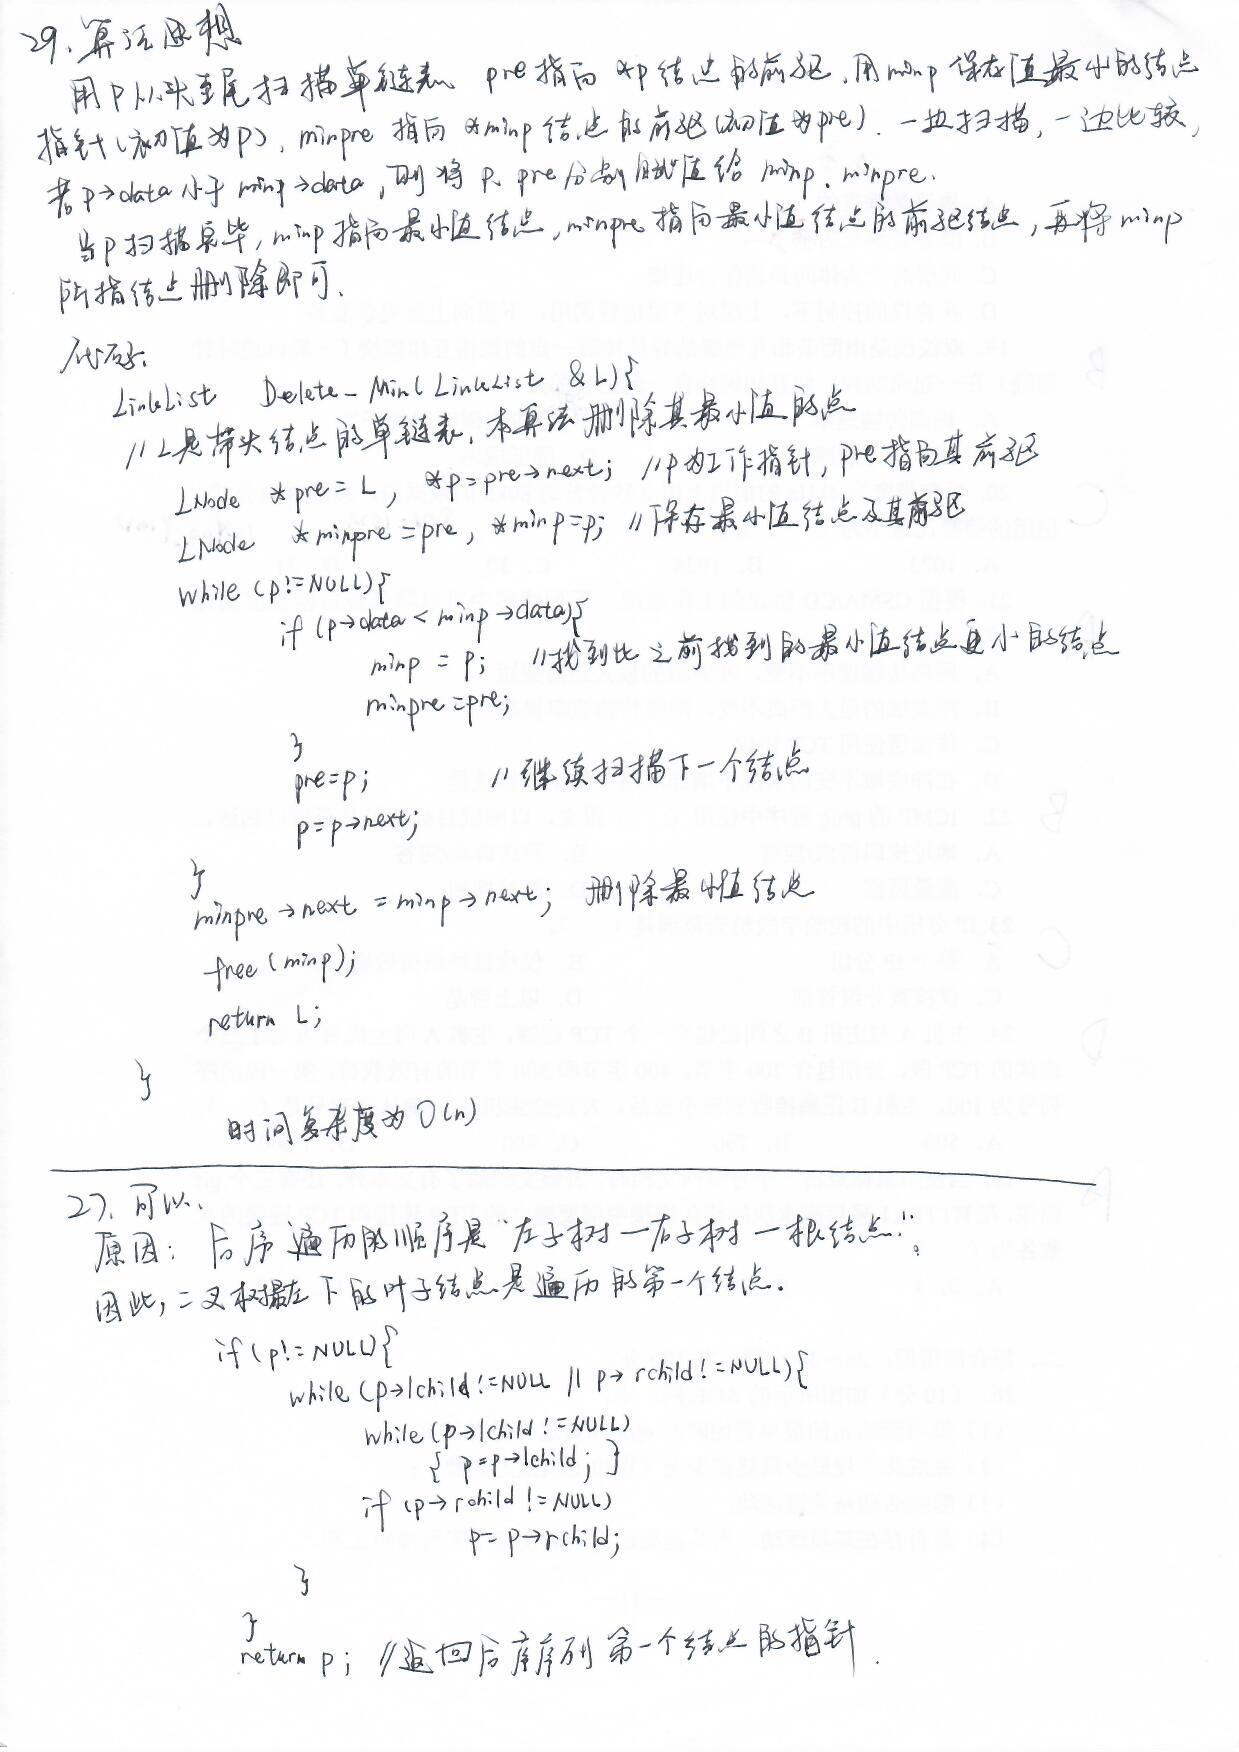 29. 算法思想
用p从头至尾扫描单链表, pre指向*p结点的前驱,用minp保存值最小的结点
指针(初值为p), minpre 指向*minp结点的前驱(初值为pre). 一边扫描,一边比较,
若p→data小于minp→data,则将p、pre分别赋值给minp、minpre.
当p扫描完毕,minp指向最小值结点,minpre指向最小值结点的前驱结点,再将minp
所指结点删除即可.
代码:
LinkList Delete-Min(LinkList &L){
//L是带头结点的单链表,本算法删除其最小值的点
LNode *pre=L, *p=pre→next; //p为工作指针,pre指向其前驱
LNode *minpre=pre, *minp=p; //保存最小值结点及其前驱
while(p!=NULL){
if(p→data<minp→data){
minp = p; //找到比之前找到的最小值结点更小的结点
minpre=pre;
}
pre=p; //继续扫描下一个结点
p=p→next;
}
minpre→next=minp→next; 删除最小值结点
free(minp);
return L;
}
时间复杂度为O(n)
27. 可以.
原因: 后序遍历的顺序是"左子树—右子树—根结点."。
因此,二叉树最左下的叶子结点是遍历的第一个结点.
if(p!=NULL){
while(p→lchild!=NULL || p→rchild!=NULL){
while(p→lchild!=NULL)
{ p=p→lchild; }
if(p→rchild!=NULL)
p=p→rchild;
}
}
return p; //返回后序序列第一个结点的指针.